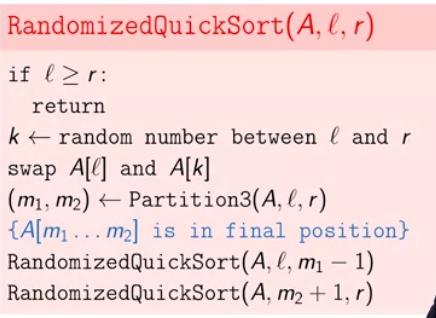 RandomizedQuickSort(A, ℓ, r)
if ℓ ≥ r:
return
k ← random number between ℓ and r
swap A[ℓ] and A[k]
(m₁, m₂) ← Partition3(A, ℓ, r)
{A[m₁ … m₂] is in final position}
RandomizedQuickSort(A, ℓ, m₁ − 1)
RandomizedQuickSort(A, m₂ + 1, r)